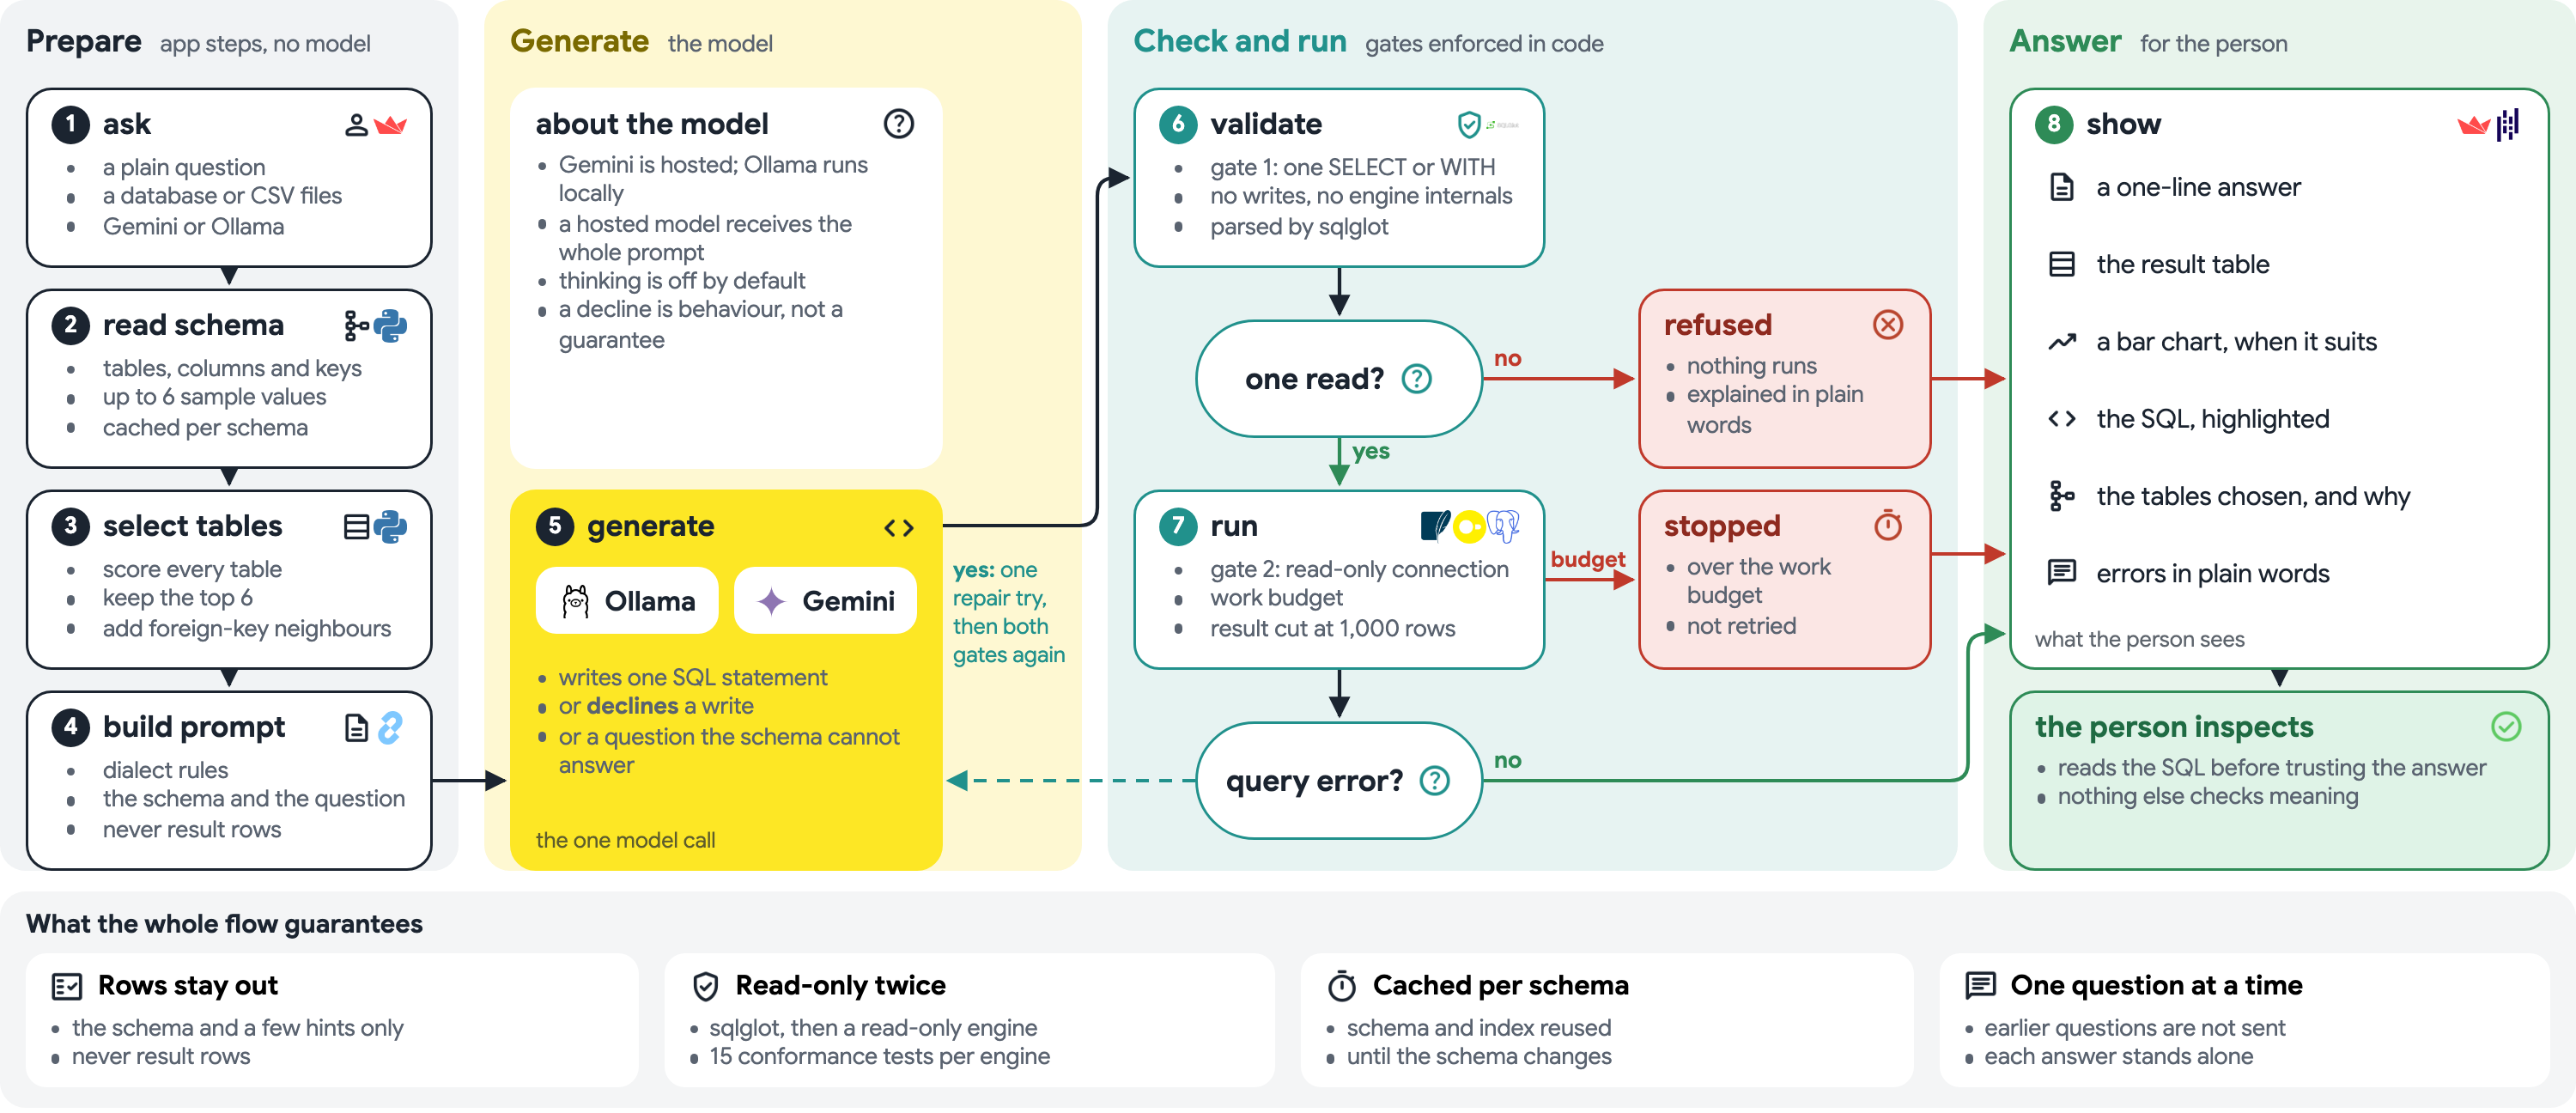 Prepare app steps, no model
1 ask
a plain question
a database or CSV files
Gemini or Ollama
2 read schema
tables, columns and keys
up to 6 sample values
cached per schema
3 select tables
score every table
keep the top 6
add foreign-key neighbours
4 build prompt
dialect rules
the schema and the question
never result rows
Generate the model
about the model
Gemini is hosted; Ollama runs
locally
a hosted model receives the
whole prompt
thinking is off by default
a decline is behaviour, not a
guarantee
5 generate
Ollama
Gemini
writes one SQL statement
or declines a write
or a question the schema cannot
answer
the one model call
yes: one
repair try,
then both
gates again
Check and run gates enforced in code
6 validate
gate 1: one SELECT or WITH
no writes, no engine internals
parsed by sqlglot
one read?
no
yes
refused
nothing runs
explained in plain
words
7 run
gate 2: read-only connection
work budget
result cut at 1,000 rows
budget
stopped
over the work
budget
not retried
query error?
no
Answer for the person
8 show
a one-line answer
the result table
a bar chart, when it suits
the SQL, highlighted
the tables chosen, and why
errors in plain words
what the person sees
the person inspects
reads the SQL before trusting the answer
nothing else checks meaning
What the whole flow guarantees
Rows stay out
the schema and a few hints only
never result rows
Read-only twice
sqlglot, then a read-only engine
15 conformance tests per engine
Cached per schema
schema and index reused
until the schema changes
One question at a time
earlier questions are not sent
each answer stands alone